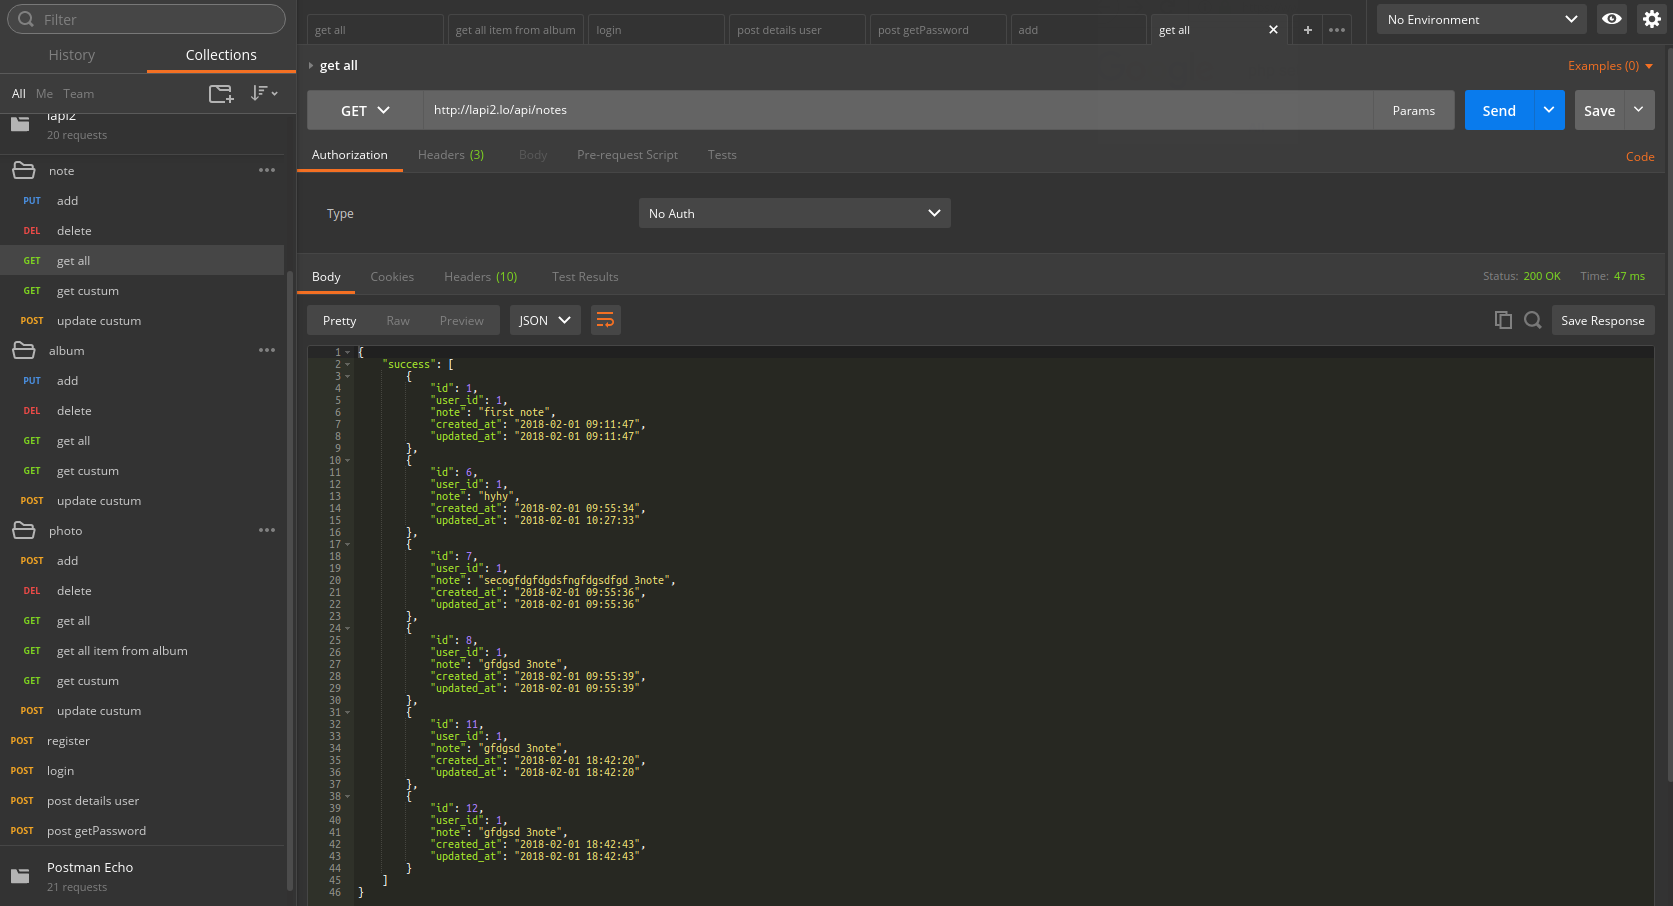 Filter
History
Collections
All Me Team
lapi2
20 requests
note
PUT add
DEL delete
GET get all
GET get custum
POST update custum
album
PUT add
DEL delete
GET get all
GET get custum
POST update custum
photo
POST add
DEL delete
GET get all
GET get all item from album
GET get custum
POST update custum
POST register
POST login
POST post details user
POST post getPassword
Postman Echo
21 requests
get all
get all item from album
login
post details user
post getPassword
add
get all
No Environment
get all
Examples (0)
GET
http://lapi2.lo/api/notes
Params
Send
Save
Authorization
Headers (3)
Body
Pre-request Script
Tests
Code
Type
No Auth
Body
Cookies
Headers (10)
Test Results
Status: 200 OK
Time: 47 ms
Pretty
Raw
Preview
JSON
Save Response
1 {
2 "success": [
3 {
4 "id": 1,
5 "user_id": 1,
6 "note": "first note",
7 "created_at": "2018-02-01 09:11:47",
8 "updated_at": "2018-02-01 09:11:47"
9 },
10 {
11 "id": 6,
12 "user_id": 1,
13 "note": "hyhy",
14 "created_at": "2018-02-01 09:55:34",
15 "updated_at": "2018-02-01 10:27:33"
16 },
17 {
18 "id": 7,
19 "user_id": 1,
20 "note": "secogfdgfdgdsfngfdgsdfgd 3note",
21 "created_at": "2018-02-01 09:55:36",
22 "updated_at": "2018-02-01 09:55:36"
23 },
24 {
25 "id": 8,
26 "user_id": 1,
27 "note": "gfdgsd 3note",
28 "created_at": "2018-02-01 09:55:39",
29 "updated_at": "2018-02-01 09:55:39"
30 },
31 {
32 "id": 11,
33 "user_id": 1,
34 "note": "gfdgsd 3note",
35 "created_at": "2018-02-01 18:42:20",
36 "updated_at": "2018-02-01 18:42:20"
37 },
38 {
39 "id": 12,
40 "user_id": 1,
41 "note": "gfdgsd 3note",
42 "created_at": "2018-02-01 18:42:43",
43 "updated_at": "2018-02-01 18:42:43"
44 }
45 ]
46 }